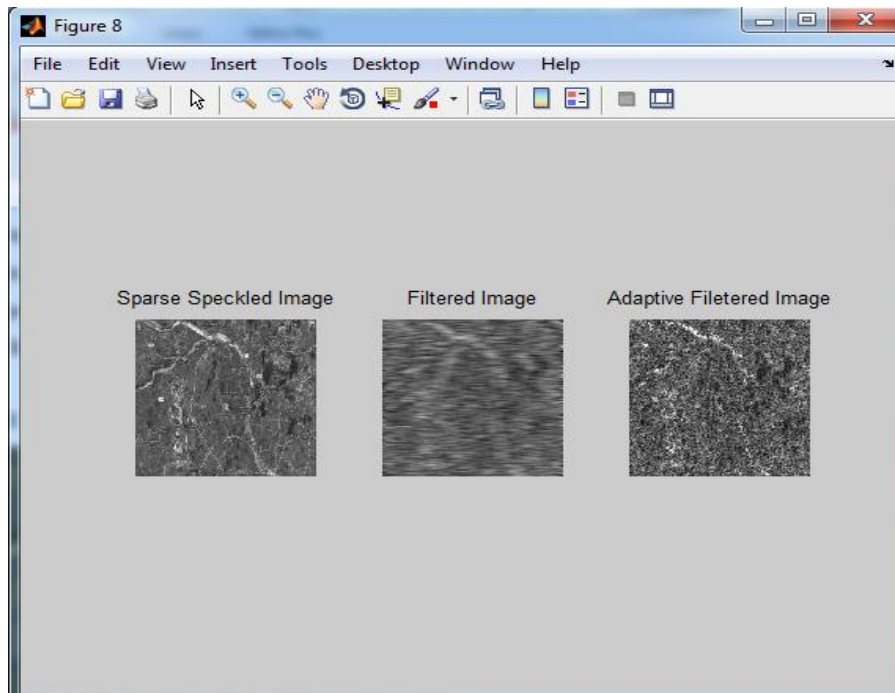 Figure 8
File Edit View Insert Tools Desktop Window Help
Sparse Speckled Image Filtered Image Adaptive Filetered Image